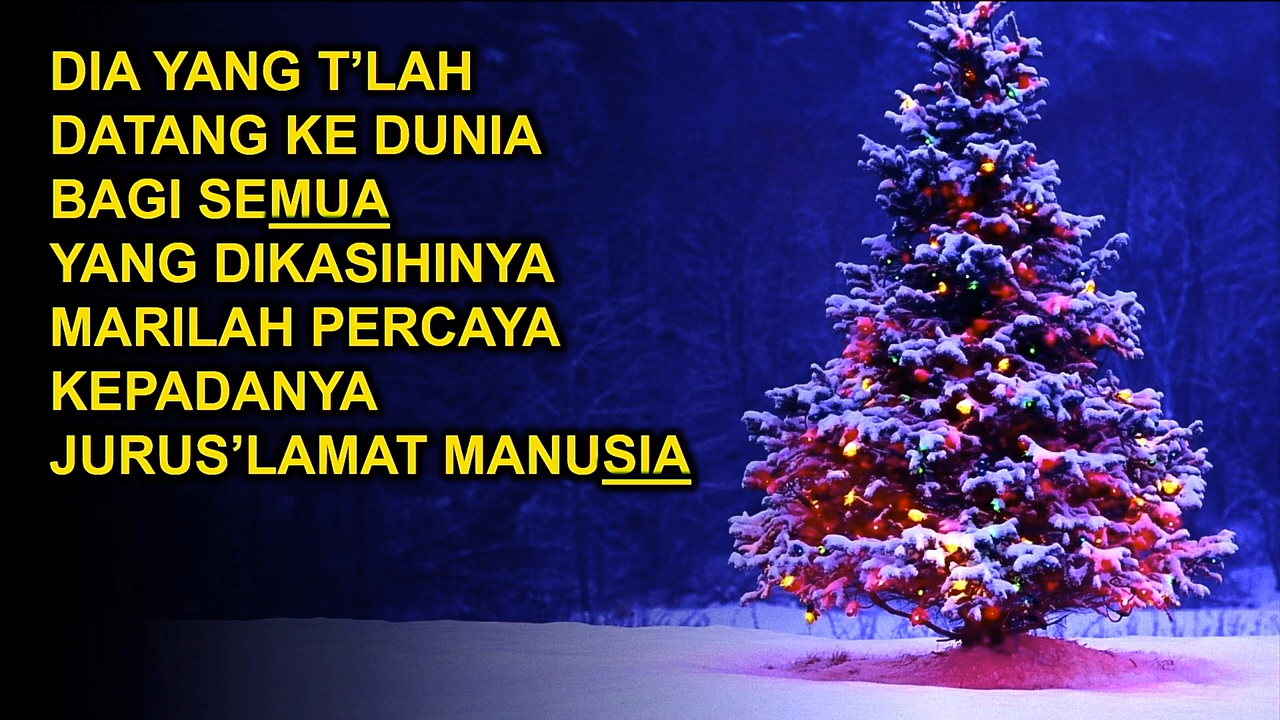 DIA YANG T’LAH
DATANG KE DUNIA
BAGI SEMUA
YANG DIKASIHINYA
MARILAH PERCAYA
KEPADANYA
JURUS’LAMAT MANUSIA